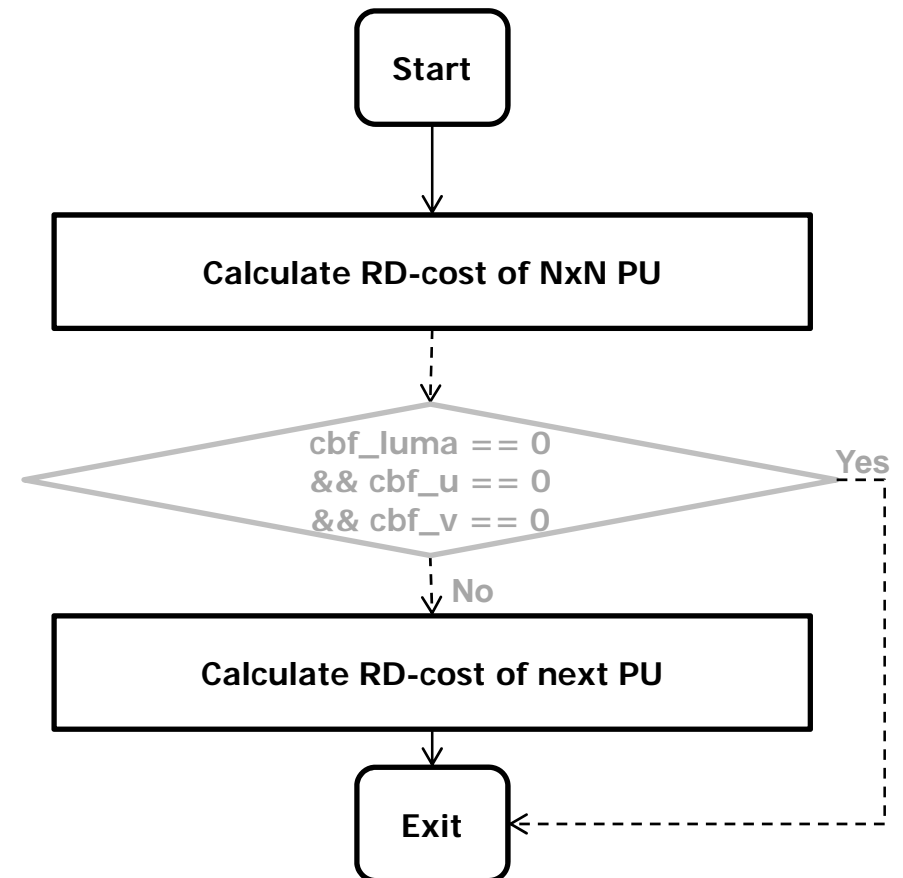 Start
Calculate RD-cost of NxN PU
cbf_luma == 0
&& cbf_u == 0
&& cbf_v == 0
Yes
No
Calculate RD-cost of next PU
Exit